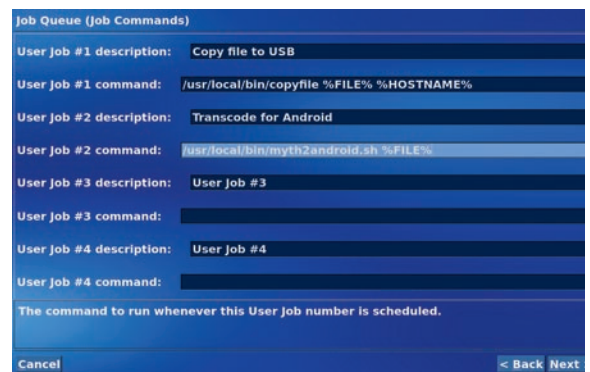 Job Queue (Job Commands)
User Job #1 description: Copy file to USB
User Job #1 command: /usr/local/bin/copyfile %FILE% %HOSTNAME%
User Job #2 description: Transcode for Android
User Job #2 command: /usr/local/bin/myth2android.sh %FILE%
User Job #3 description: User Job #3
User Job #3 command:
User Job #4 description: User Job #4
User Job #4 command:
The command to run whenever this User Job number is scheduled.
Cancel < Back Next